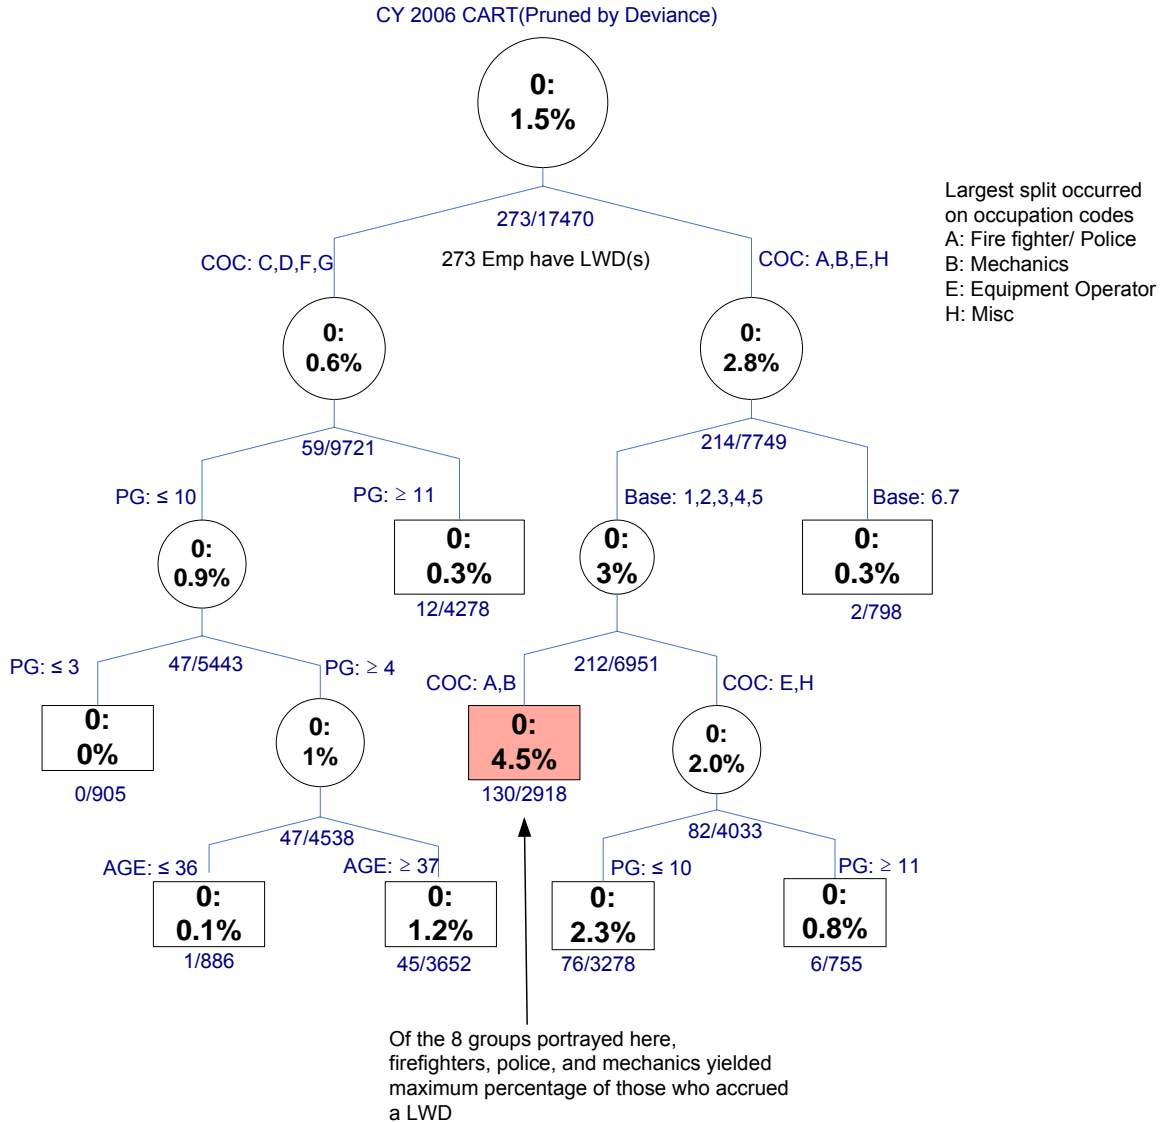 CY 2006 CART(Pruned by Deviance)
0:
1.5%
273/17470
273 Emp have LWD(s)
Largest split occurred
on occupation codes
A: Fire fighter/ Police
B: Mechanics
E: Equipment Operator
H: Misc
COC: C,D,F,G
COC: A,B,E,H
0:
0.6%
0:
2.8%
59/9721
214/7749
PG: ≤ 10
PG: ≥ 11
Base: 1,2,3,4,5
Base: 6.7
0:
0.9%
0:
0.3%
0:
3%
0:
0.3%
12/4278
2/798
47/5443
212/6951
PG: ≤ 3
PG: ≥ 4
COC: A,B
COC: E,H
0:
0%
0:
1%
0:
4.5%
0:
2.0%
0/905
130/2918
47/4538
82/4033
AGE: ≤ 36
AGE: ≥ 37
PG: ≤ 10
PG: ≥ 11
0:
0.1%
0:
1.2%
0:
2.3%
0:
0.8%
1/886
45/3652
76/3278
6/755
Of the 8 groups portrayed here,
firefighters, police, and mechanics yielded
maximum percentage of those who accrued
a LWD